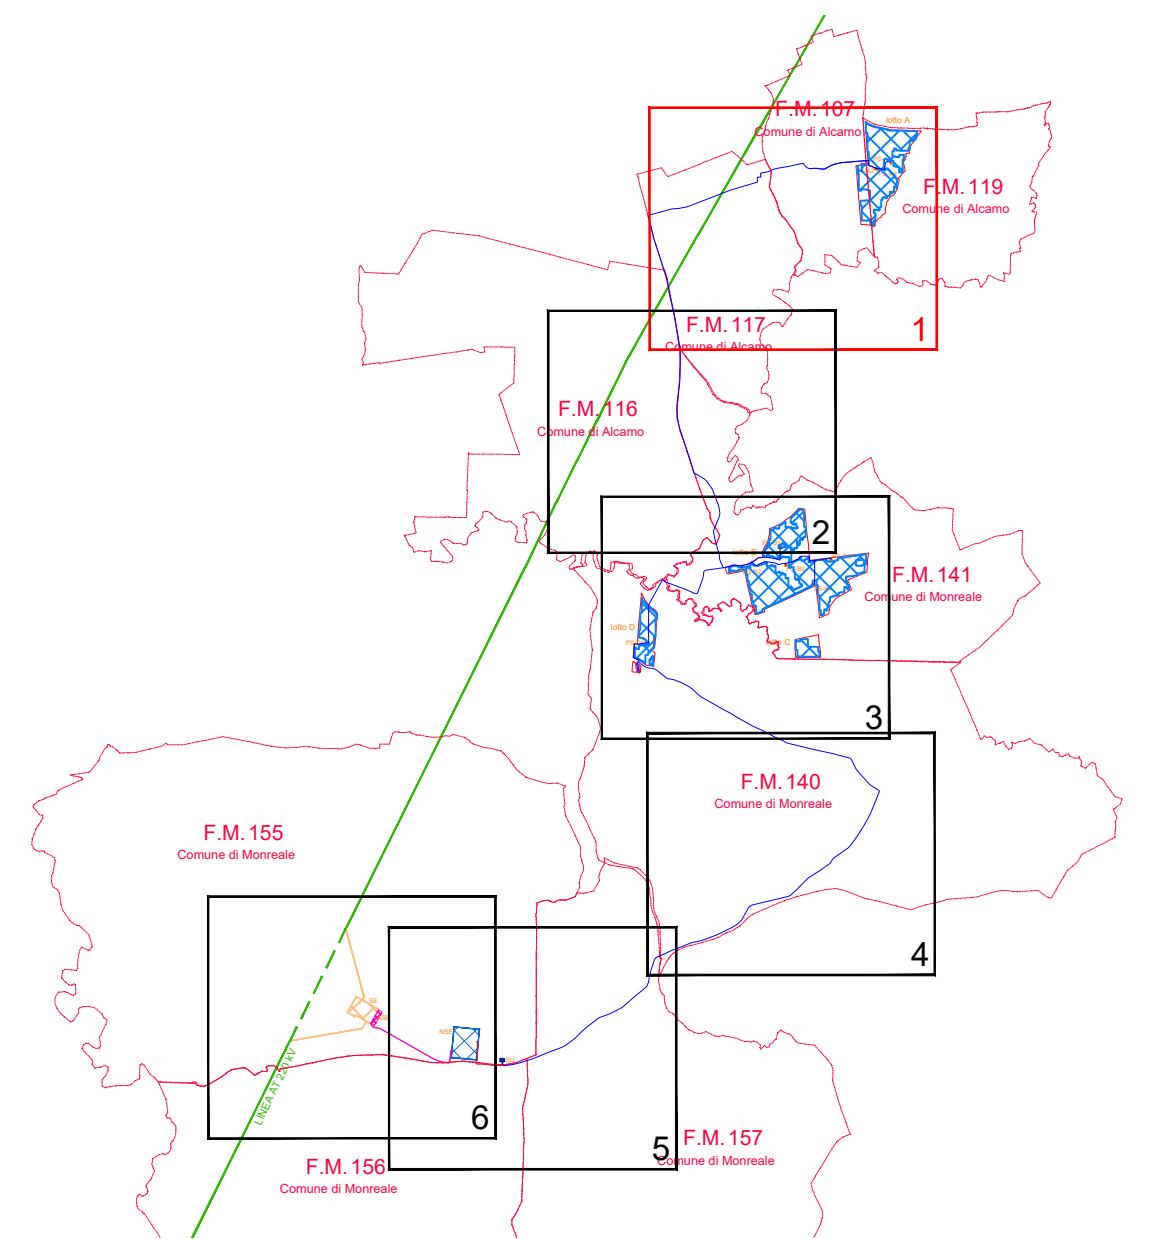 F.M. 107
Comune di Alcamo
lotto A
F.M. 119
Comune di Alcamo
F.M. 117
Comune di Alcamo
1
F.M. 116
Comune di Alcamo
2
F.M. 141
Comune di Monreale
lotto D
3
F.M. 140
Comune di Monreale
F.M. 155
Comune di Monreale
4
SE
NSE
SU
LINEA AT 220 kV
6
5
F.M. 157
Comune di Monreale
F.M. 156
Comune di Monreale